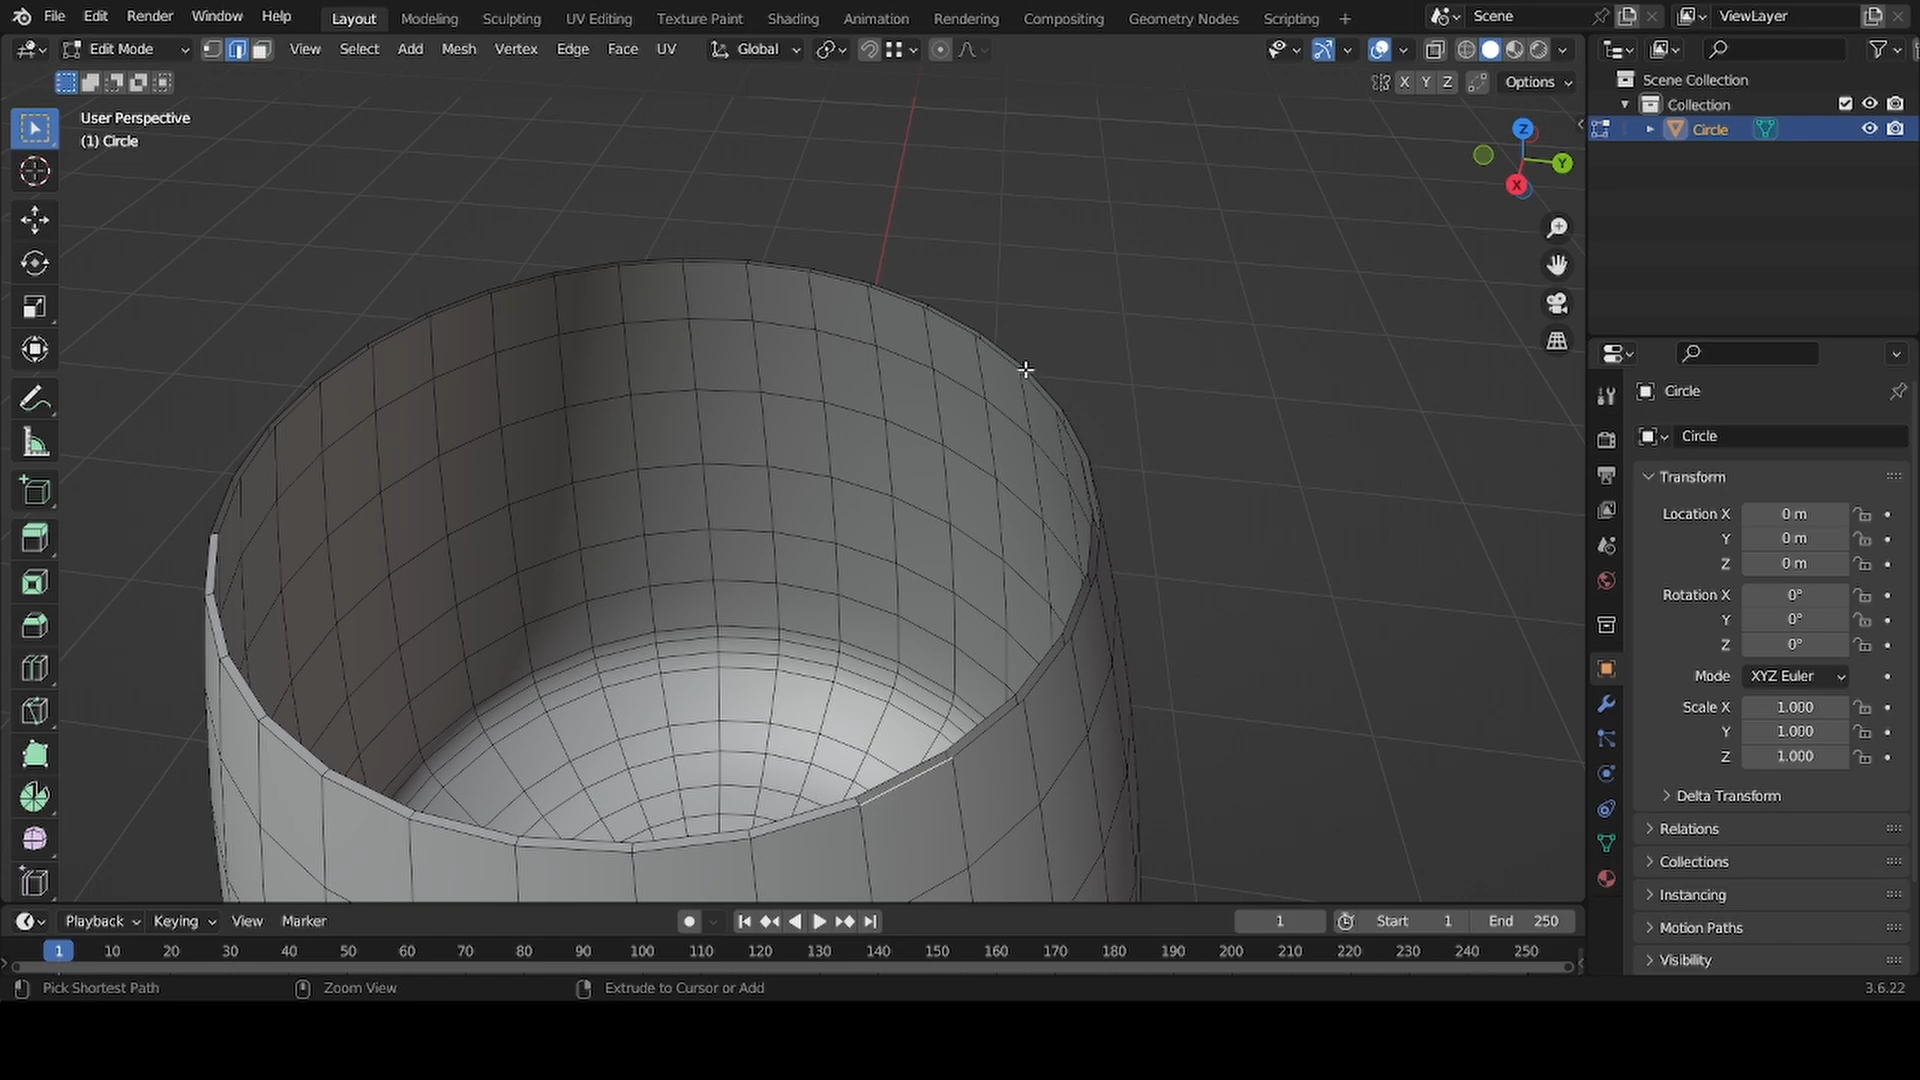 File Edit Render Window Help Layout Modeling Sculpting UV Editing Texture Paint Shading Animation Rendering Compositing Geometry Nodes Scripting + Scene ViewLayer
Edit Mode View Select Add Mesh Vertex Edge Face UV Global
X Y Z Options
User Perspective
(1) Circle
Z
Y
X
Scene Collection
Collection
Circle
Circle
Circle
Transform
Location X 0 m
Y 0 m
Z 0 m
Rotation X 0°
Y 0°
Z 0°
Mode XYZ Euler
Scale X 1.000
Y 1.000
Z 1.000
Delta Transform
Relations
Collections
Instancing
Motion Paths
Visibility
Playback Keying View Marker 1 Start 1 End 250
1 10 20 30 40 50 60 70 80 90 100 110 120 130 140 150 160 170 180 190 200 210 220 230 240 250
Pick Shortest Path Zoom View Extrude to Cursor or Add 3.6.22